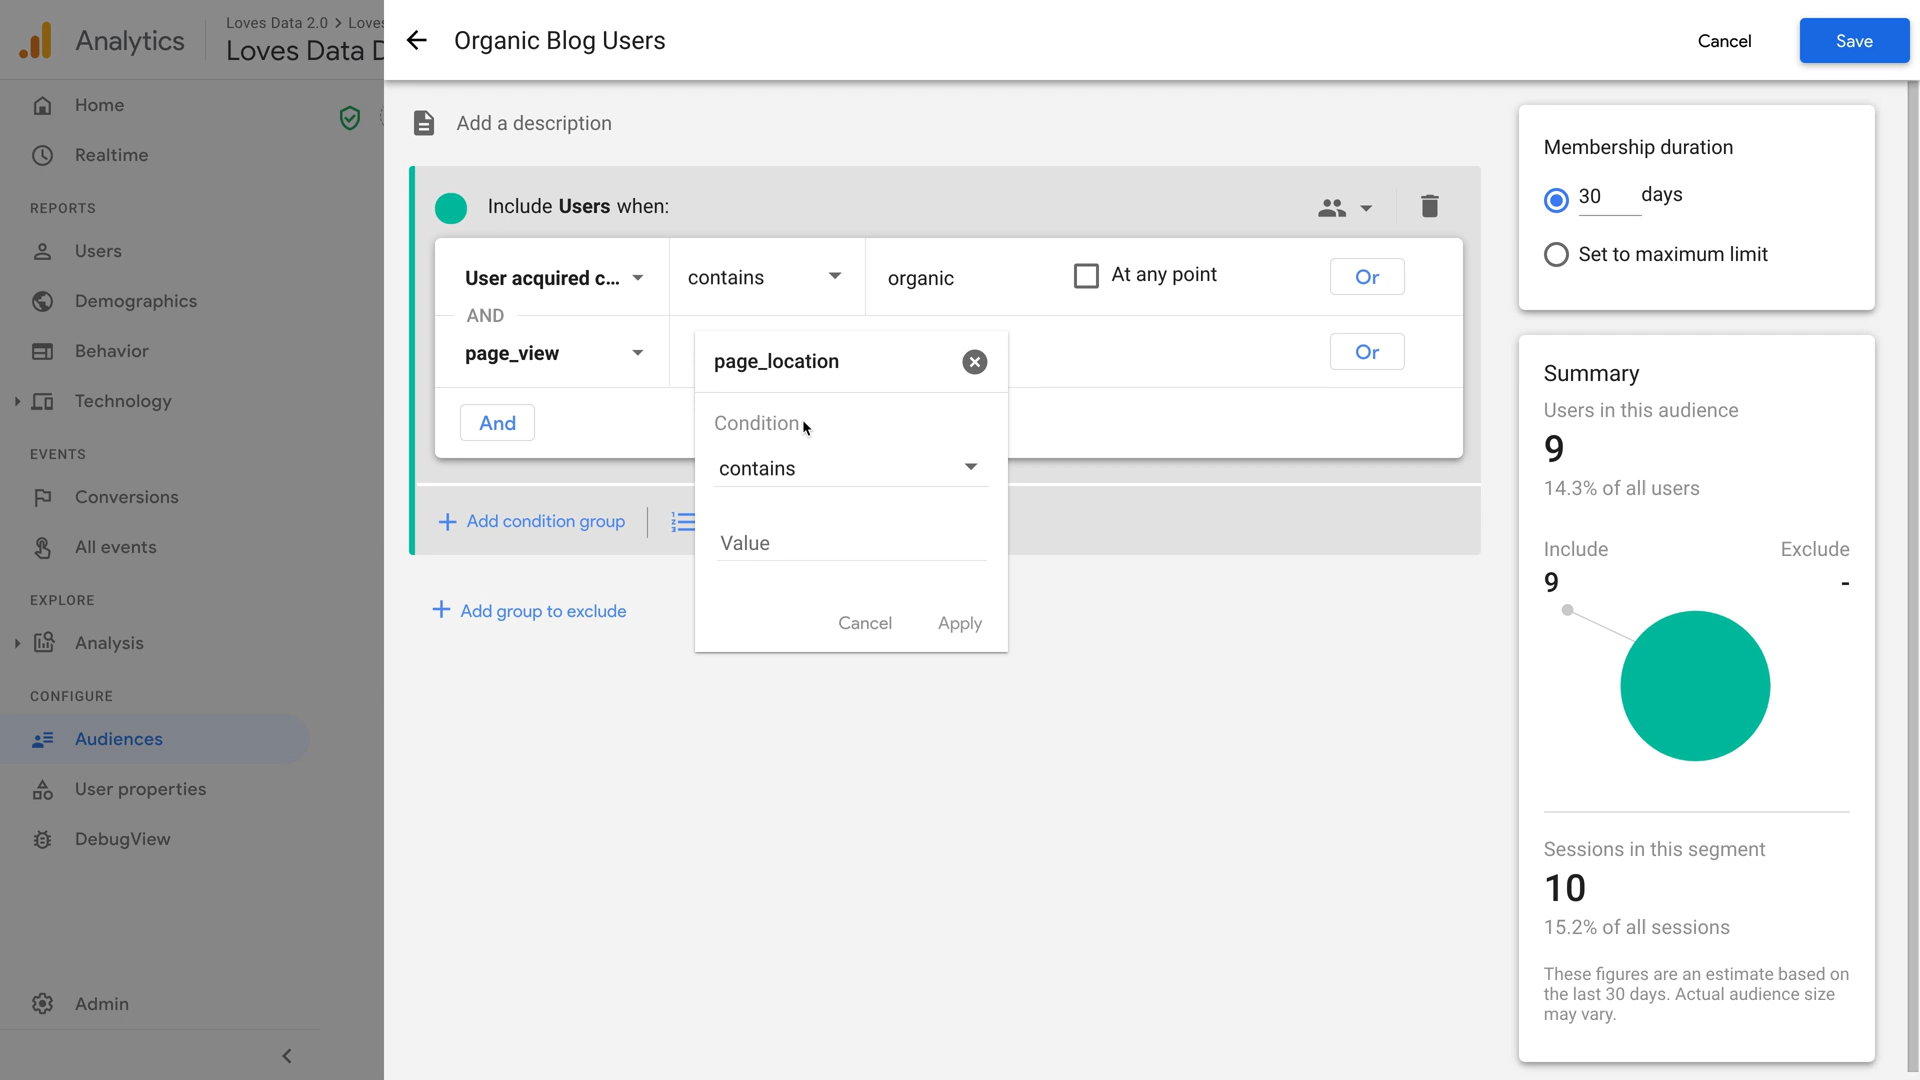 Analytics
Loves Data 2.0 > Loves
Loves Data D
Home
Realtime
REPORTS
Users
Demographics
Behavior
Technology
EVENTS
Conversions
All events
EXPLORE
Analysis
CONFIGURE
Audiences
User properties
DebugView
Admin
Organic Blog Users
Cancel
Save
Add a description
Include Users when:
User acquired c...
contains
organic
At any point
Or
AND
page_view
Or
And
page_location
Condition
contains
Value
Cancel
Apply
+ Add condition group
+ Add group to exclude
Membership duration
30 days
Set to maximum limit
Summary
Users in this audience
9
14.3% of all users
Include Exclude
9 -
Sessions in this segment
10
15.2% of all sessions
These figures are an estimate based on
the last 30 days. Actual audience size
may vary.